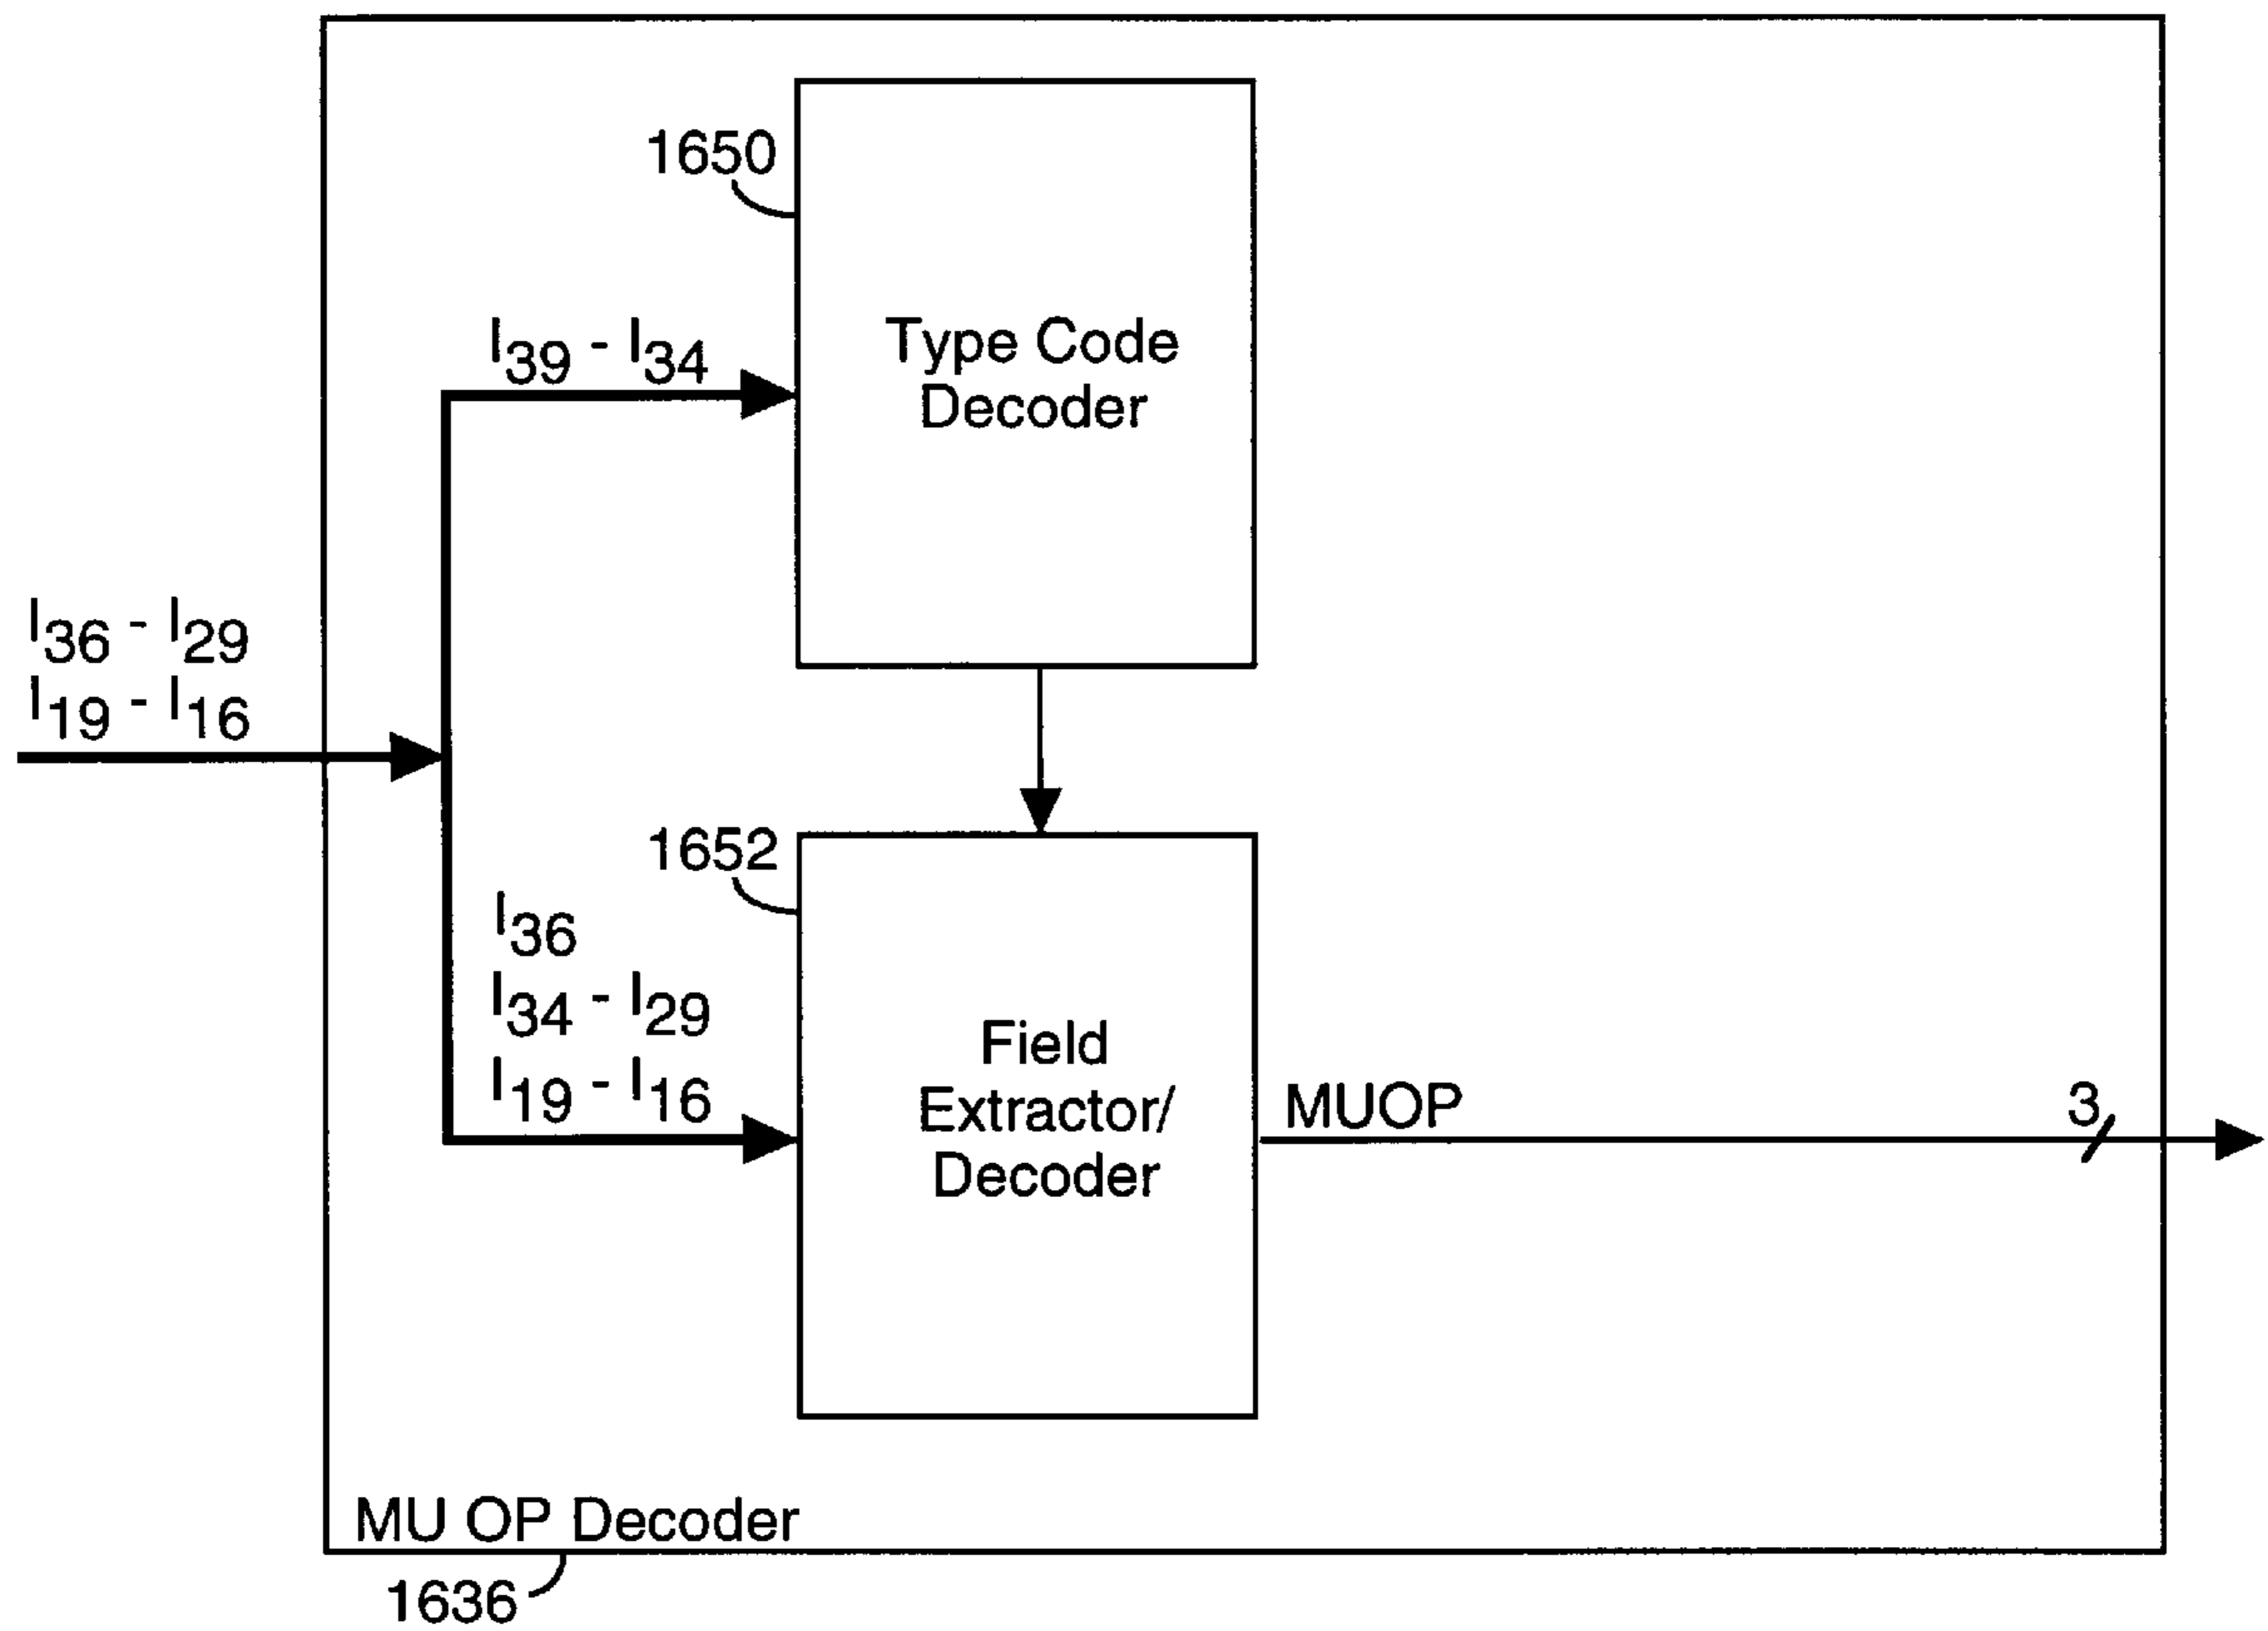 1650
I39 - I34
Type Code
Decoder
I36 - I29
I19 - I16
1652
I36
I34 - I29
I19 - I16
Field
Extractor/
Decoder
MUOP
3
MU OP Decoder
1636